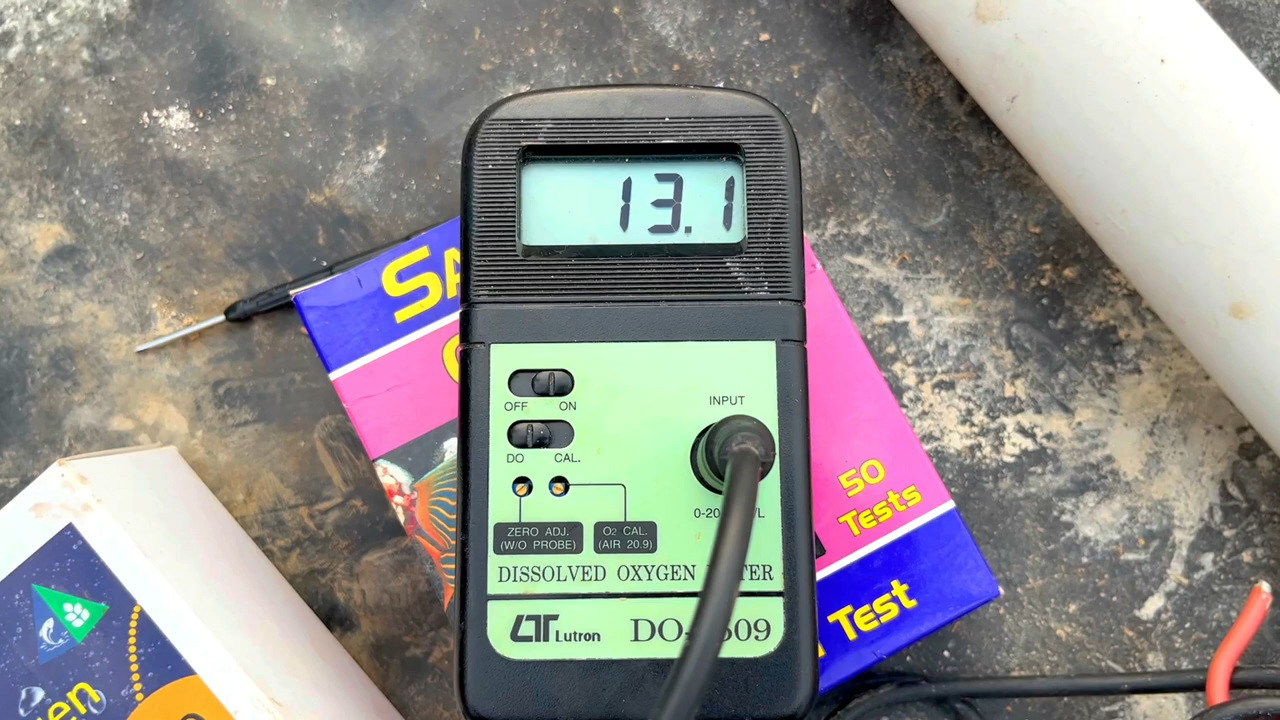 13.1
OFF ON
INPUT
DO CAL.
50
Tests
ZERO ADJ.
(W/O PROBE)
O2 CAL.
(AIR 20.9)
DISSOLVED OXYGEN
Test
Lutron